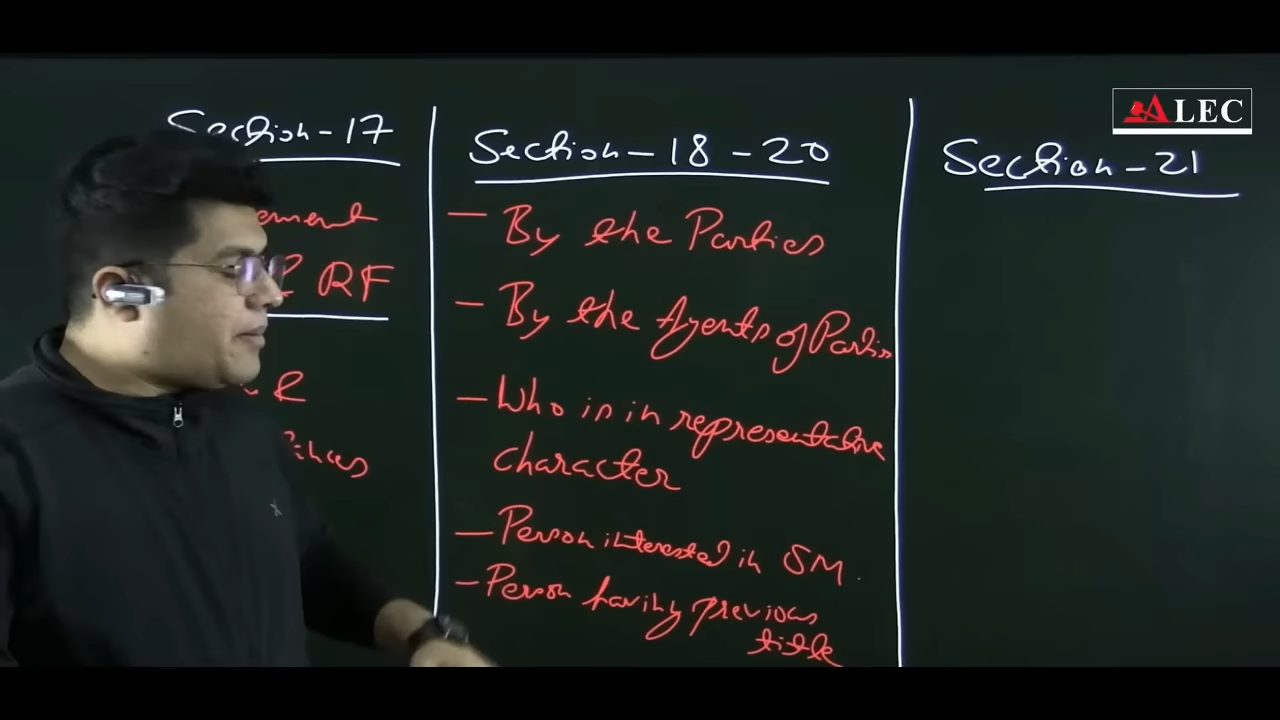 ALEC
Section-17
ement
RF
R
Section-18-20
- By the Parties
- By the Agents of Parties
- Who is in representative
character
- Person interested in SM.
- Person having previous
title
Section-21